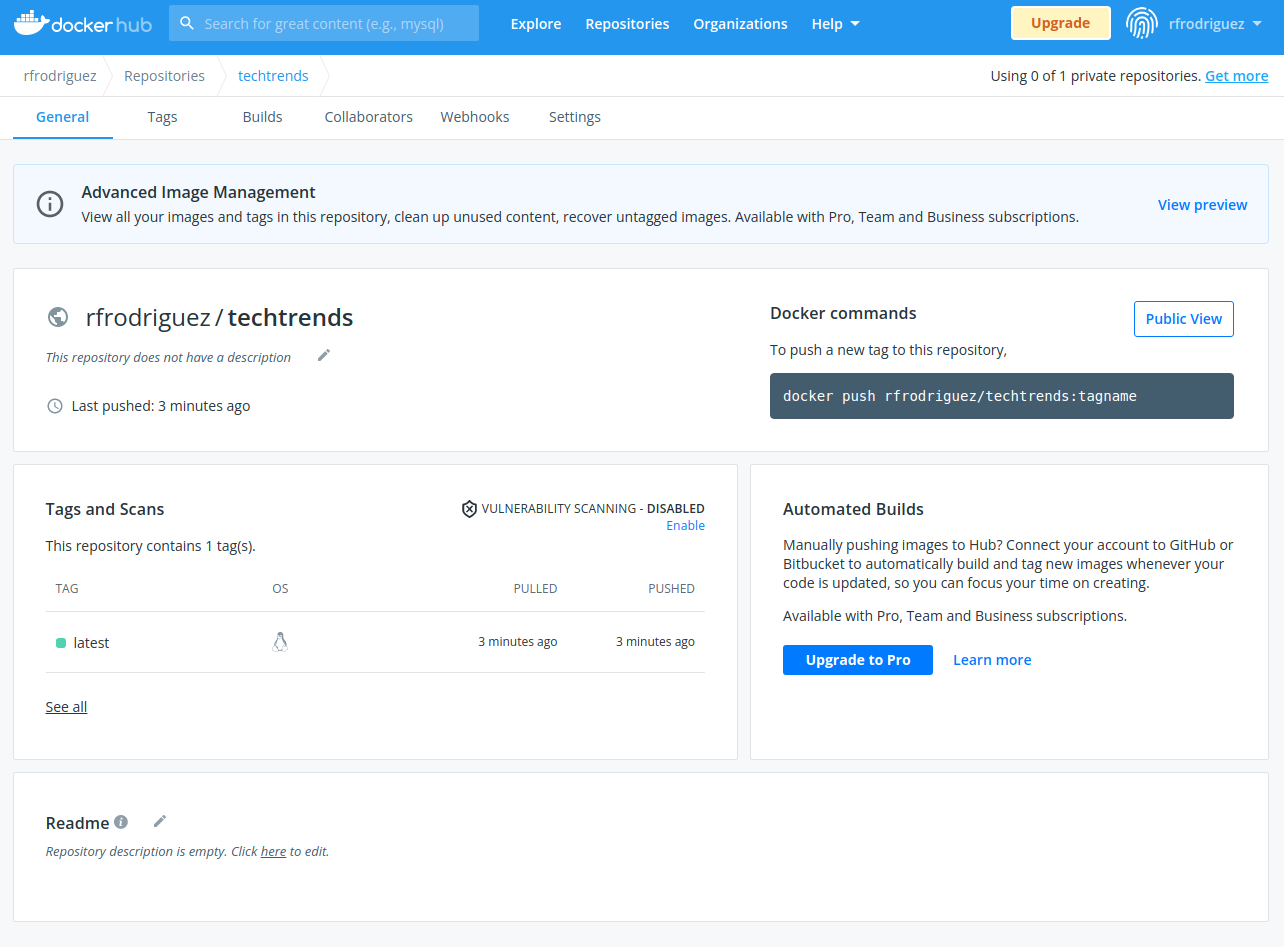 docker hub
Search for great content (e.g., mysql)
Explore
Repositories
Organizations
Help
Upgrade
rfrodriguez
rfrodriguez
Repositories
techtrends
Using 0 of 1 private repositories. Get more
General
Tags
Builds
Collaborators
Webhooks
Settings
Advanced Image Management
View all your images and tags in this repository, clean up unused content, recover untagged images. Available with Pro, Team and Business subscriptions.
View preview
rfrodriguez / techtrends
This repository does not have a description
Last pushed: 3 minutes ago
Docker commands
Public View
To push a new tag to this repository,
docker push rfrodriguez/techtrends:tagname
Tags and Scans
VULNERABILITY SCANNING - DISABLED
Enable
This repository contains 1 tag(s).
TAG OS PULLED PUSHED
latest 3 minutes ago 3 minutes ago
See all
Automated Builds
Manually pushing images to Hub? Connect your account to GitHub or
Bitbucket to automatically build and tag new images whenever your
code is updated, so you can focus your time on creating.
Available with Pro, Team and Business subscriptions.
Upgrade to Pro
Learn more
Readme
Repository description is empty. Click here to edit.